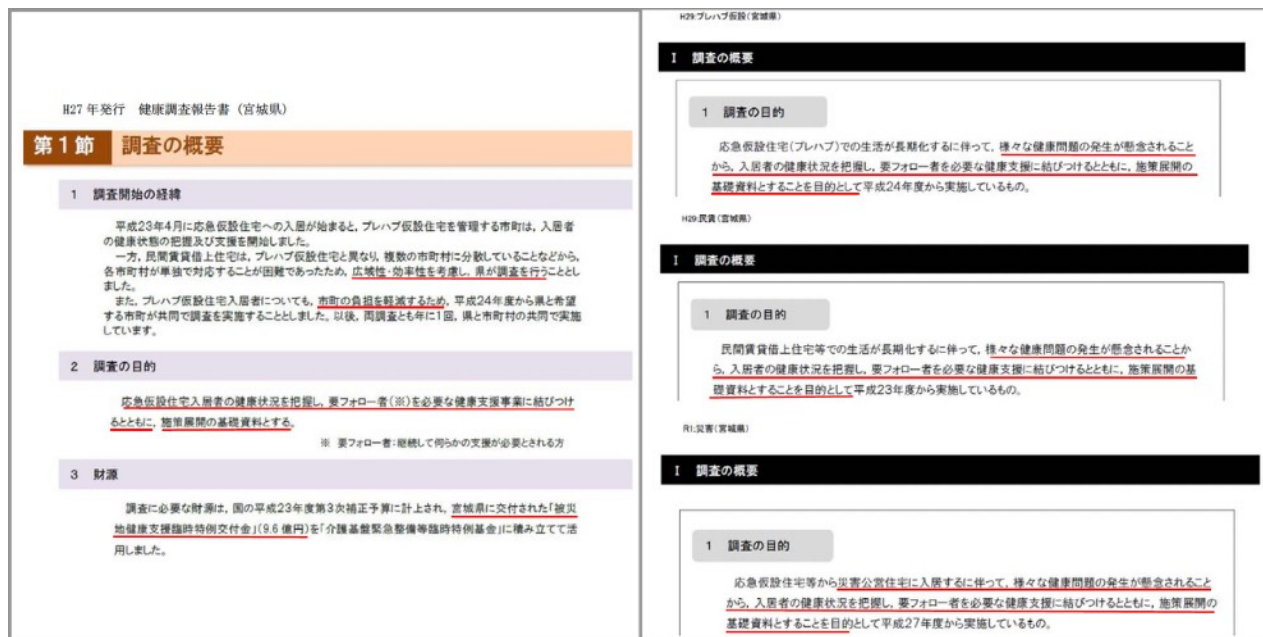 H27年発行 健康調査報告書（宮城県）
第1節 調査の概要
1 調査開始の経緯
平成23年4月に応急仮設住宅への入居が始まると，プレハブ仮設住宅を管理する市町は，入居者
の健康状態の把握及び支援を開始しました。
一方，民間賃貸借上住宅は，プレハブ仮設住宅と異なり，複数の市町村に分散していることなどから，
各市町村が単独で対応することが困難であったため，広域性・効率性を考慮し，県が調査を行うこととし
ました。
また，プレハブ仮設住宅入居者についても，市町の負担を軽減するため，平成24年度から県と希望
する市町が共同で調査を実施することとしました。以後，両調査とも年に1回，県と市町村の共同で実施
しています。
2 調査の目的
応急仮設住宅入居者の健康状況を把握し，要フォロー者（※）を必要な健康支援事業に結びつけ
るとともに，施策展開の基礎資料とする。
※ 要フォロー者：継続して何らかの支援が必要とされる方
3 財源
調査に必要な財源は，国の平成23年度第3次補正予算に計上され，宮城県に交付された「被災
地健康支援臨時特例交付金」（9.6億円）を「介護基盤緊急整備等臨時特例基金」に積み立てて活
用しました。
H29:プレハブ仮設（宮城県）
I 調査の概要
1 調査の目的
応急仮設住宅（プレハブ）での生活が長期化するに伴って，様々な健康問題の発生が懸念されること
から，入居者の健康状況を把握し，要フォロー者を必要な健康支援に結びつけるとともに，施策展開の
基礎資料とすることを目的として平成24年度から実施しているもの。
H29:民賃（宮城県）
I 調査の概要
1 調査の目的
民間賃貸借上住宅等での生活が長期化するに伴って，様々な健康問題の発生が懸念されることか
ら，入居者の健康状況を把握し，要フォロー者を必要な健康支援に結びつけるとともに，施策展開の基
礎資料とすることを目的として平成23年度から実施しているもの。
R1:災害（宮城県）
I 調査の概要
1 調査の目的
応急仮設住宅等から災害公営住宅に入居するに伴って，様々な健康問題の発生が懸念されること
から，入居者の健康状況を把握し，要フォロー者を必要な健康支援に結びつけるとともに，施策展開の
基礎資料とすることを目的として平成27年度から実施しているもの。